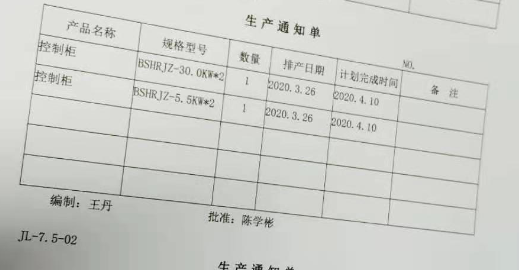 生产通知单
NO.
产品名称 规格型号 数量 排产日期 计划完成时间 备 注
控制柜 BSHRJZ-30.0KW*2 1 2020.3.26 2020.4.10
控制柜 BSHRJZ-5.5KW*2 1 2020.3.26 2020.4.10
编制：王丹 批准：陈学彬
JL-7.5-02
生产通知单